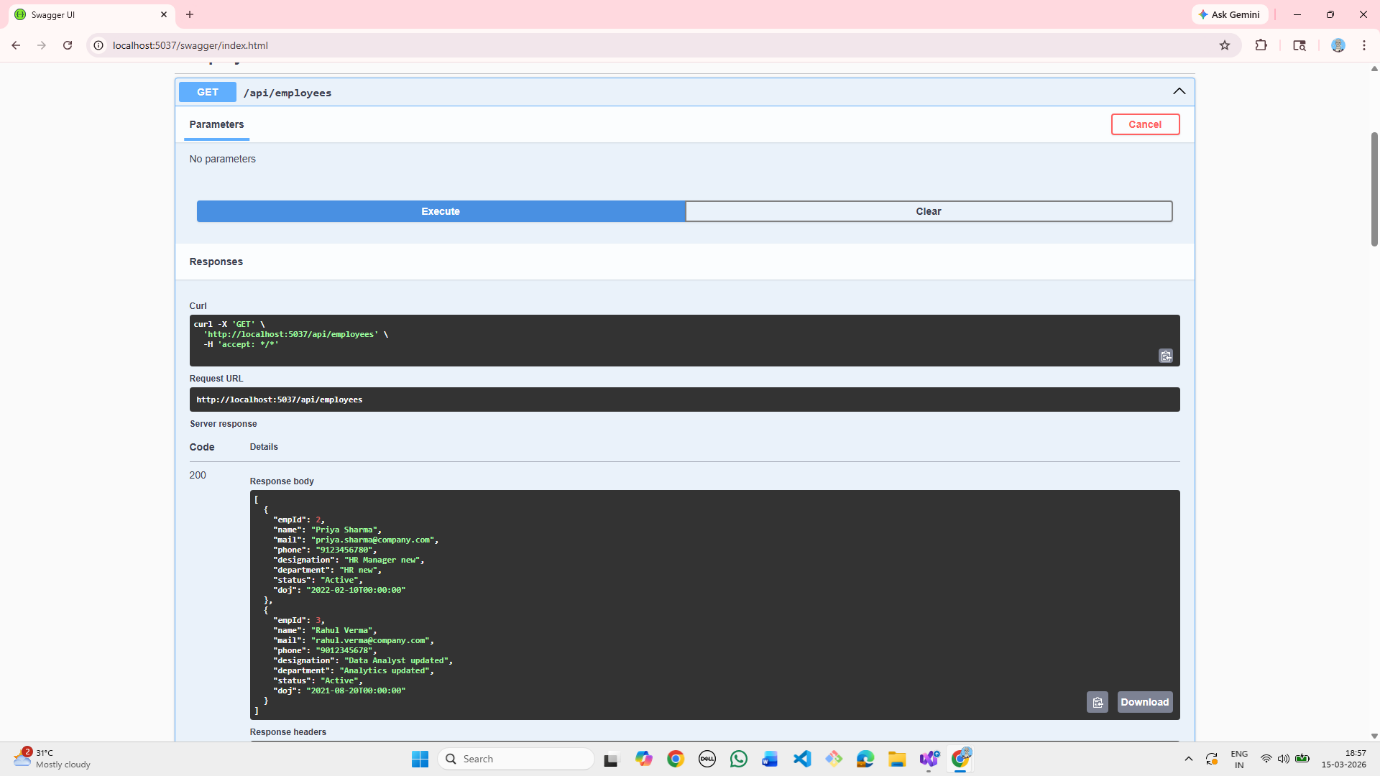 Swagger UI
Ask Gemini
localhost:5037/swagger/index.html
GET /api/employees
Parameters
Cancel
No parameters
Execute
Clear
Responses
Curl
curl -X 'GET' \
'http://localhost:5037/api/employees' \
-H 'accept: */*'
Request URL
http://localhost:5037/api/employees
Server response
Code Details
200
Response body
[
{
"empId": 2,
"name": "Priya Sharma",
"mail": "priya.sharma@company.com",
"phone": "9123456780",
"designation": "HR Manager new",
"department": "HR new",
"status": "Active",
"doj": "2022-02-10T00:00:00"
},
{
"empId": 3,
"name": "Rahul Verma",
"mail": "rahul.verma@company.com",
"phone": "9012345678",
"designation": "Data Analyst updated",
"department": "Analytics updated",
"status": "Active",
"doj": "2021-08-20T00:00:00"
}
]
Download
Response headers
2
31°C
Mostly cloudy
Search
DELL
ENG
IN
18:57
15-03-2026